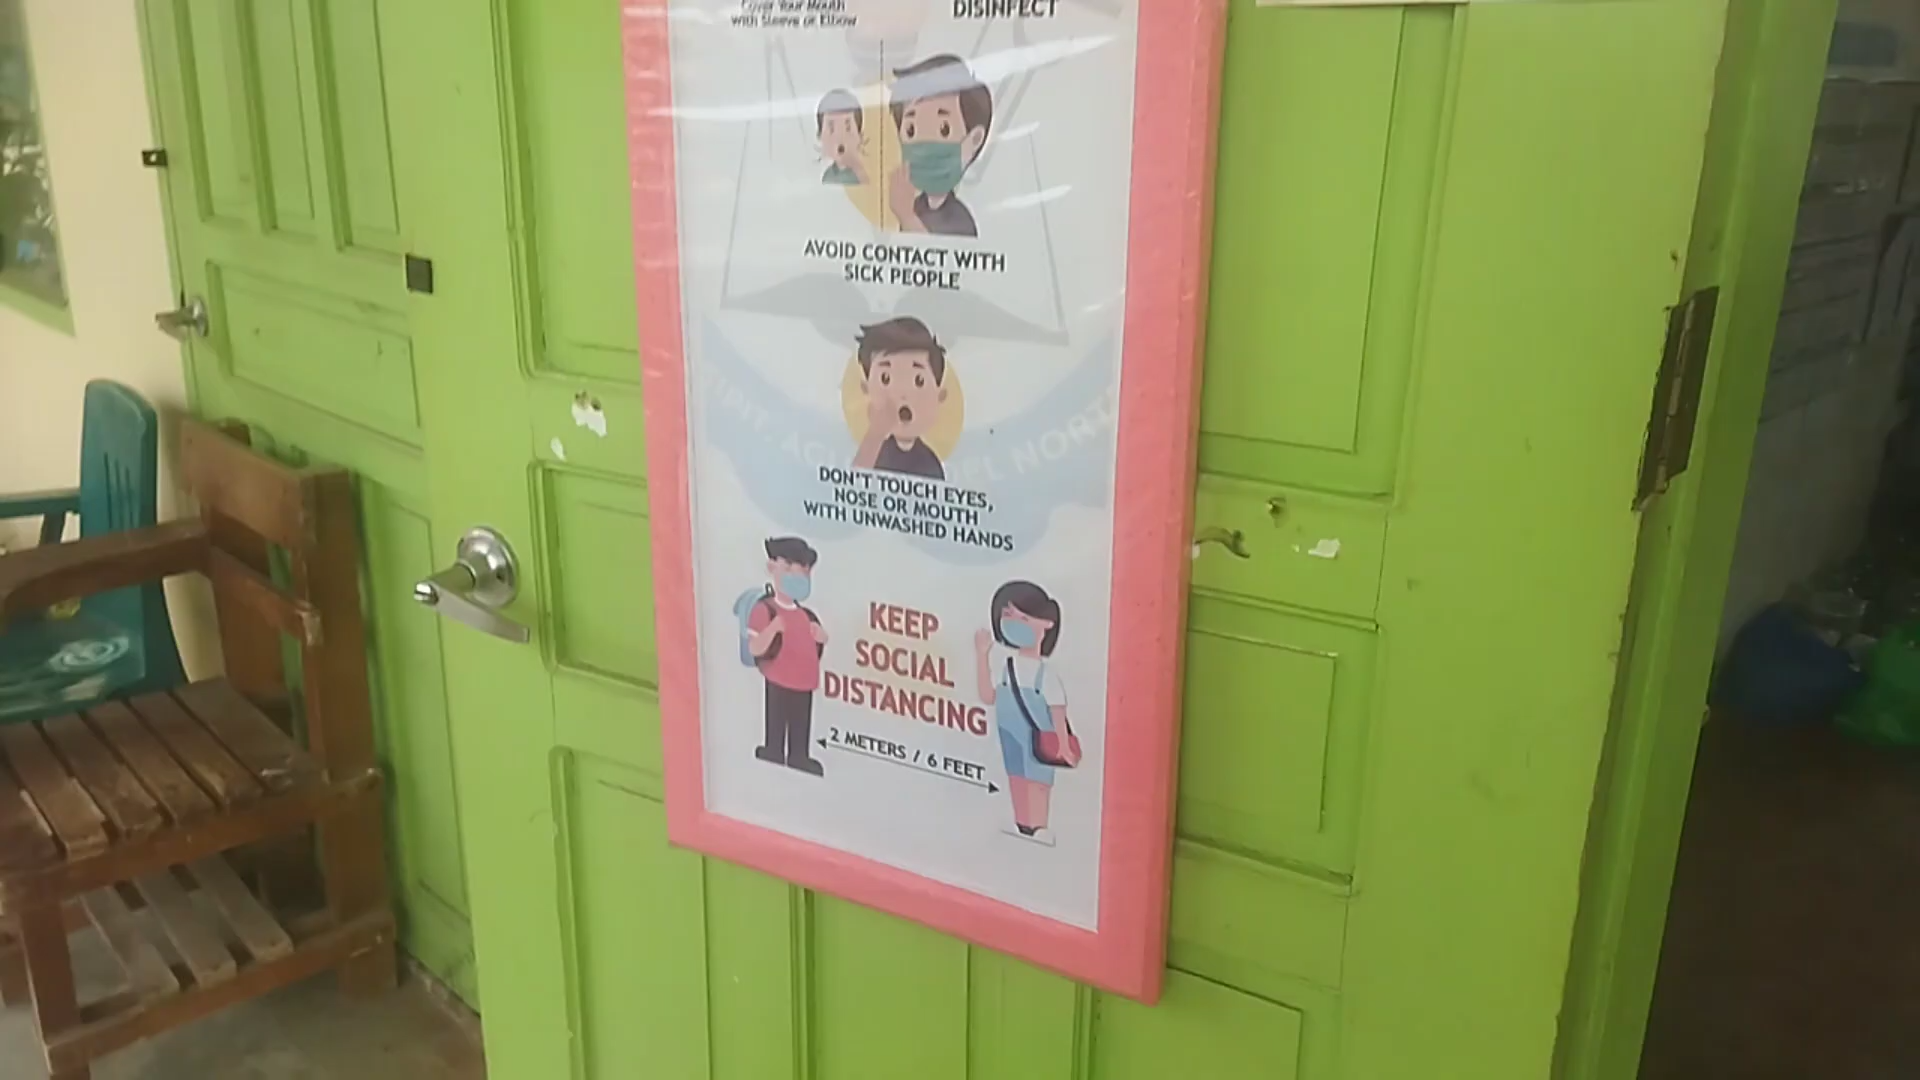 Cover Your Mouth
with Sleeve or Elbow
DISINFECT
AVOID CONTACT WITH
SICK PEOPLE
DON'T TOUCH EYES,
NOSE OR MOUTH
WITH UNWASHED HANDS
KEEP
SOCIAL
DISTANCING
2 METERS / 6 FEET